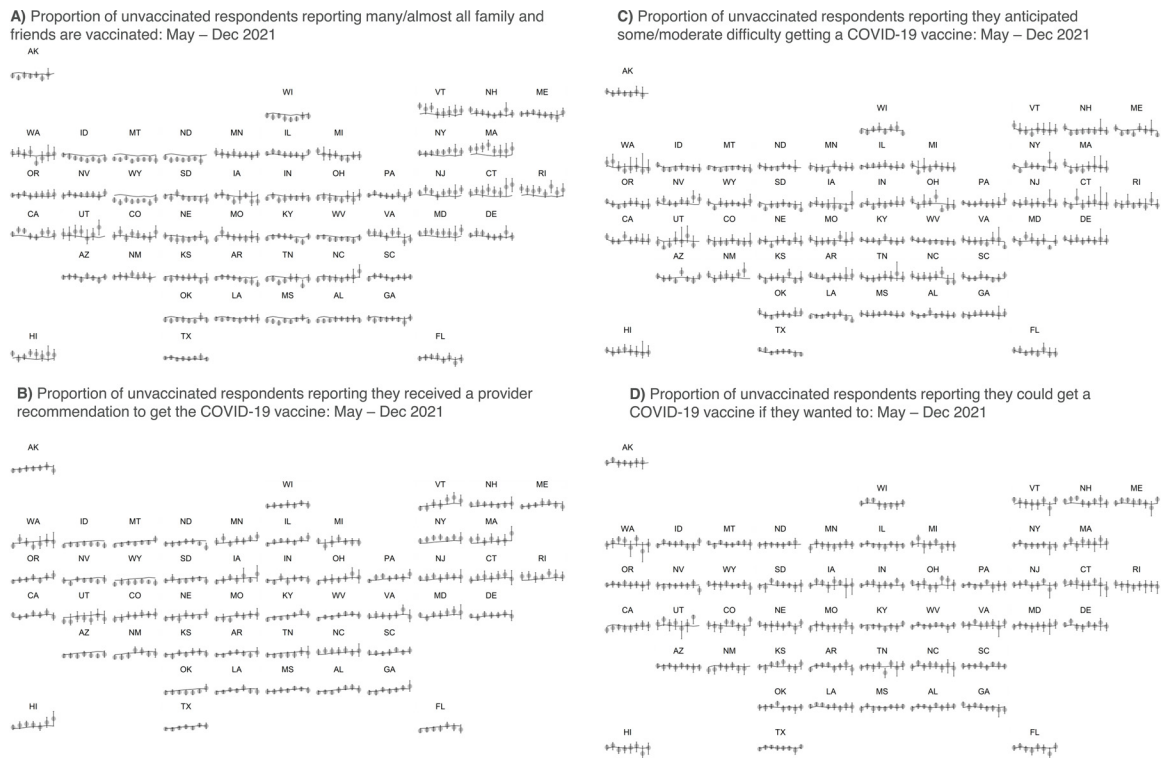 A) Proportion of unvaccinated respondents reporting many/almost all family and
friends are vaccinated: May – Dec 2021
AK
WI VT NH ME
WA ID MT ND MN IL MI NY MA
OR NV WY SD IA IN OH PA NJ CT RI
CA UT CO NE MO KY WV VA MD DE
AZ NM KS AR TN NC SC
OK LA MS AL GA
HI TX FL
B) Proportion of unvaccinated respondents reporting they received a provider
recommendation to get the COVID-19 vaccine: May – Dec 2021
AK
WI VT NH ME
WA ID MT ND MN IL MI NY MA
OR NV WY SD IA IN OH PA NJ CT RI
CA UT CO NE MO KY WV VA MD DE
AZ NM KS AR TN NC SC
OK LA MS AL GA
HI TX FL
C) Proportion of unvaccinated respondents reporting they anticipated
some/moderate difficulty getting a COVID-19 vaccine: May – Dec 2021
AK
WI VT NH ME
WA ID MT ND MN IL MI NY MA
OR NV WY SD IA IN OH PA NJ CT RI
CA UT CO NE MO KY WV VA MD DE
AZ NM KS AR TN NC SC
OK LA MS AL GA
HI TX FL
D) Proportion of unvaccinated respondents reporting they could get a
COVID-19 vaccine if they wanted to: May – Dec 2021
AK
WI VT NH ME
WA ID MT ND MN IL MI NY MA
OR NV WY SD IA IN OH PA NJ CT RI
CA UT CO NE MO KY WV VA MD DE
AZ NM KS AR TN NC SC
OK LA MS AL GA
HI TX FL